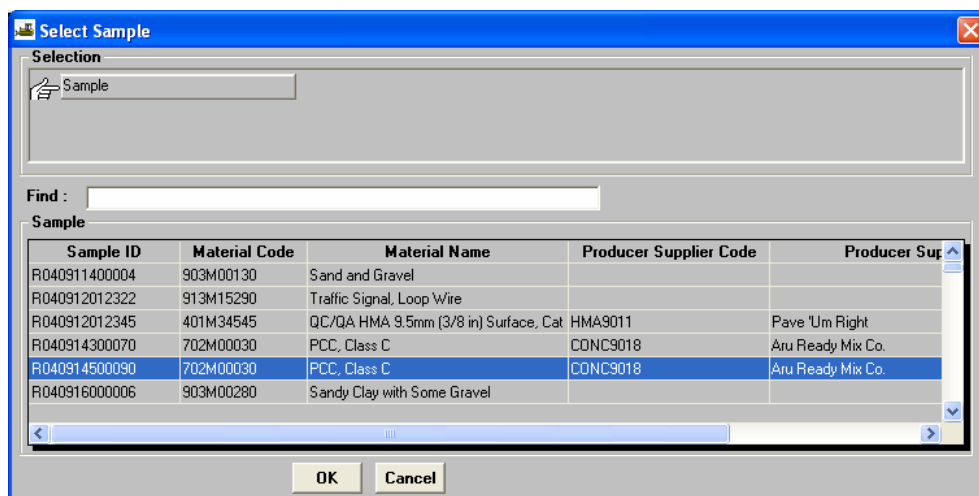 Select Sample
Selection
Sample
Find :
Sample
Sample ID Material Code Material Name Producer Supplier Code Producer Sup
R040911400004 903M00130 Sand and Gravel
R040912012322 913M15290 Traffic Signal, Loop Wire
R040912012345 401M34545 QC/QA HMA 9.5mm (3/8 in) Surface, Cat HMA9011 Pave 'Um Right
R040914300070 702M00030 PCC, Class C CONC9018 Aru Ready Mix Co.
R040914500090 702M00030 PCC, Class C CONC9018 Aru Ready Mix Co.
R040916000006 903M00280 Sandy Clay with Some Gravel
OK Cancel